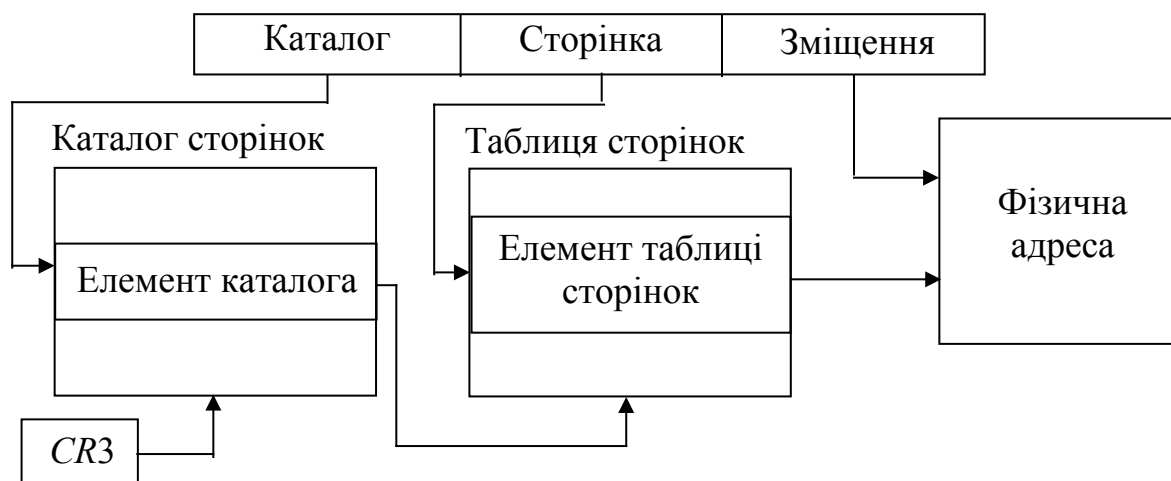 Каталог Сторінка Зміщення
Каталог сторінок
Таблиця сторінок
Елемент каталога
Елемент таблиці
сторінок
Фізична
адреса
CR3